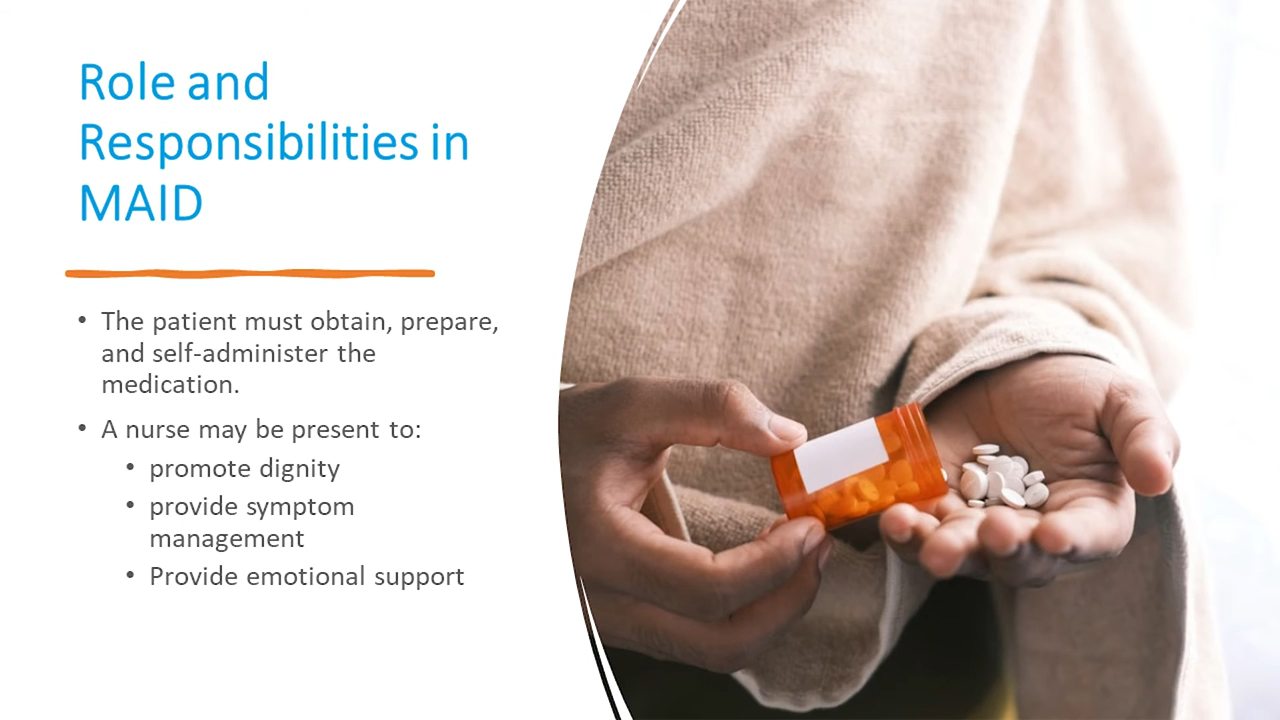 Role and
Responsibilities in
MAID
• The patient must obtain, prepare,
and self-administer the
medication.
• A nurse may be present to:
• promote dignity
• provide symptom
management
• Provide emotional support